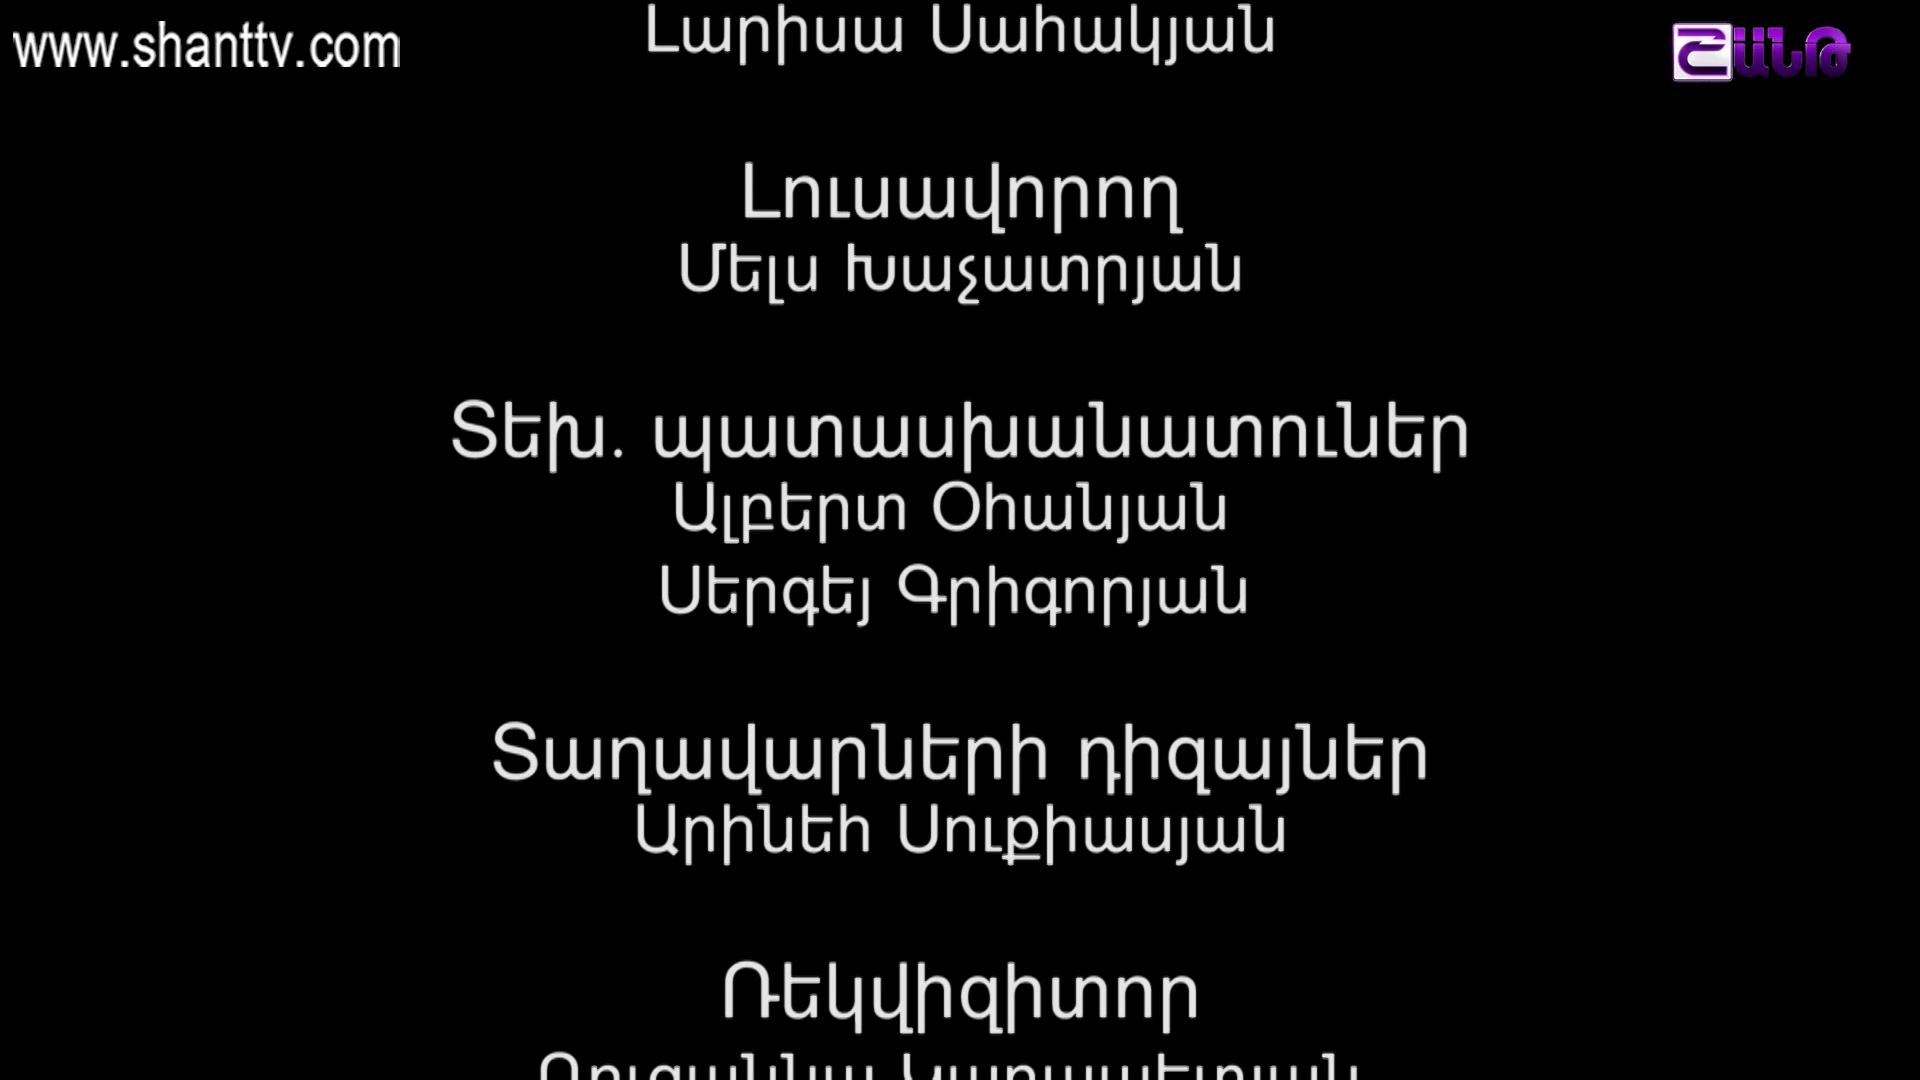 www.shanttv.com
Լարիսա Սահակյան
ՇԱՆԹ
Լուսավորող
Մելս Խաչատրյան
Տեխ. պատասխանատուներ
Ալբերտ Օհանյան
Սերգեյ Գրիգորյան
Տաղավարների դիզայներ
Արինեհ Սուքիասյան
Ռեկվիզիտոր